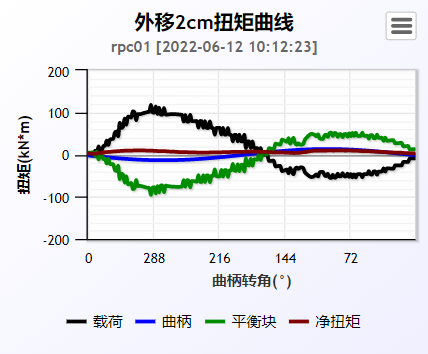 外移2cm扭矩曲线
rpc01 [2022-06-12 10:12:23]
扭矩(kN*m)
200
100
0
-100
-200
0 288 216 144 72
曲柄转角(°)
载荷 曲柄 平衡块 净扭矩